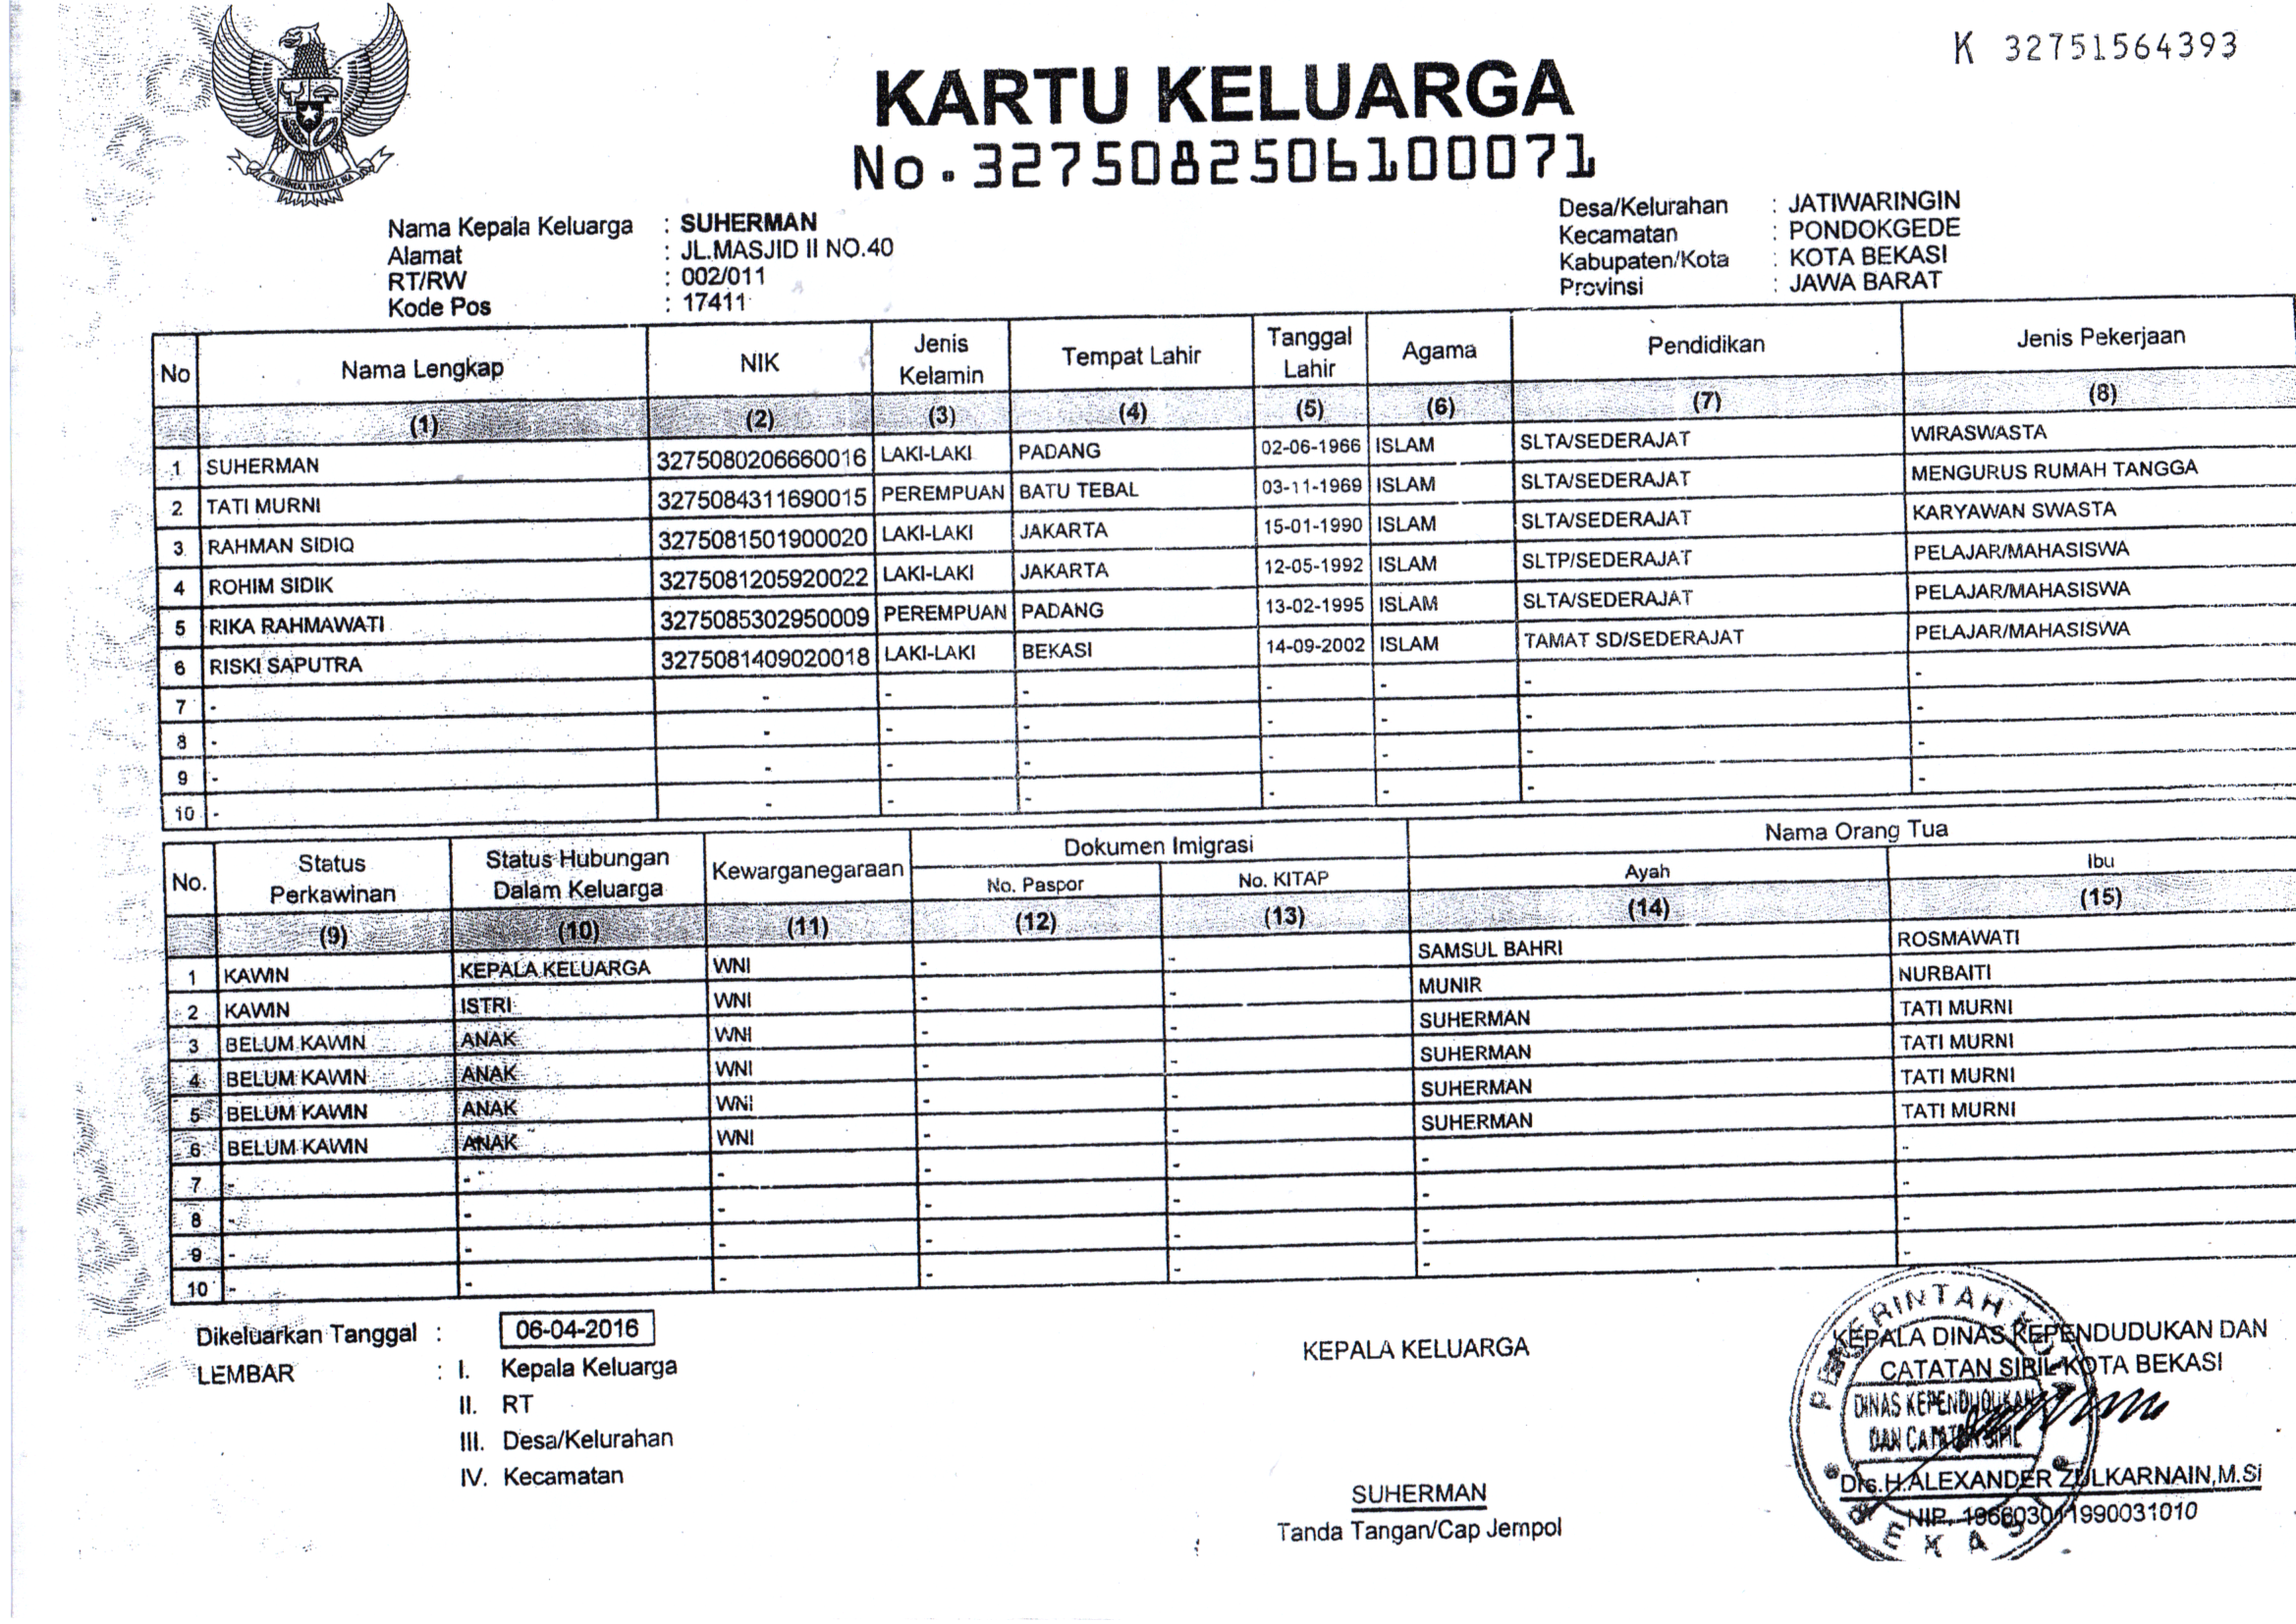 K 32751564393
KARTU KELUARGA
No.3275082506100071
BHINNEKA TUNGGAL IKA
Nama Kepala Keluarga : SUHERMAN
Alamat : JL.MASJID II NO.40
RT/RW : 002/011
Kode Pos : 17411
Desa/Kelurahan : JATIWARINGIN
Kecamatan : PONDOKGEDE
Kabupaten/Kota : KOTA BEKASI
Provinsi : JAWA BARAT
No Nama Lengkap NIK Jenis Kelamin Tempat Lahir Tanggal Lahir Agama Pendidikan Jenis Pekerjaan
(1) (2) (3) (4) (5) (6) (7) (8)
1 SUHERMAN 3275080206660016 LAKI-LAKI PADANG 02-06-1966 ISLAM SLTA/SEDERAJAT WIRASWASTA
2 TATI MURNI 3275084311690015 PEREMPUAN BATU TEBAL 03-11-1969 ISLAM SLTA/SEDERAJAT MENGURUS RUMAH TANGGA
3 RAHMAN SIDIQ 3275081501900020 LAKI-LAKI JAKARTA 15-01-1990 ISLAM SLTA/SEDERAJAT KARYAWAN SWASTA
4 ROHIM SIDIK 3275081205920022 LAKI-LAKI JAKARTA 12-05-1992 ISLAM SLTP/SEDERAJAT PELAJAR/MAHASISWA
5 RIKA RAHMAWATI 3275085302950009 PEREMPUAN PADANG 13-02-1995 ISLAM SLTA/SEDERAJAT PELAJAR/MAHASISWA
6 RISKI SAPUTRA 3275081409020018 LAKI-LAKI BEKASI 14-09-2002 ISLAM TAMAT SD/SEDERAJAT PELAJAR/MAHASISWA
7 - - - - - - - -
8 - - - - - - - -
9 - - - - - - - -
10 - - - - - - - -
No. Status Perkawinan Status Hubungan Dalam Keluarga Kewarganegaraan Dokumen Imigrasi Nama Orang Tua
No. Paspor No. KITAP Ayah Ibu
(9) (10) (11) (12) (13) (14) (15)
1 KAWIN KEPALA KELUARGA WNI - - SAMSUL BAHRI ROSMAWATI
2 KAWIN ISTRI WNI - - MUNIR NURBAITI
3 BELUM KAWIN ANAK WNI - - SUHERMAN TATI MURNI
4 BELUM KAWIN ANAK WNI - - SUHERMAN TATI MURNI
5 BELUM KAWIN ANAK WNI - - SUHERMAN TATI MURNI
6 BELUM KAWIN ANAK WNI - - SUHERMAN TATI MURNI
7 - - - - - - -
8 - - - - - - -
9 - - - - - - -
10 - - - - - - -
Dikeluarkan Tanggal : 06-04-2016
LEMBAR : I. Kepala Keluarga
II. RT
III. Desa/Kelurahan
IV. Kecamatan
KEPALA KELUARGA
SUHERMAN
Tanda Tangan/Cap Jempol
KEPALA DINAS KEPENDUDUKAN DAN
CATATAN SIPIL KOTA BEKASI
PEMERINTAH
DINAS KEPENDUDUKAN
DAN CATATAN SIPIL
BEKASI
Drs.H.ALEXANDER ZULKARNAIN,M.Si
NIP. 196603011990031010